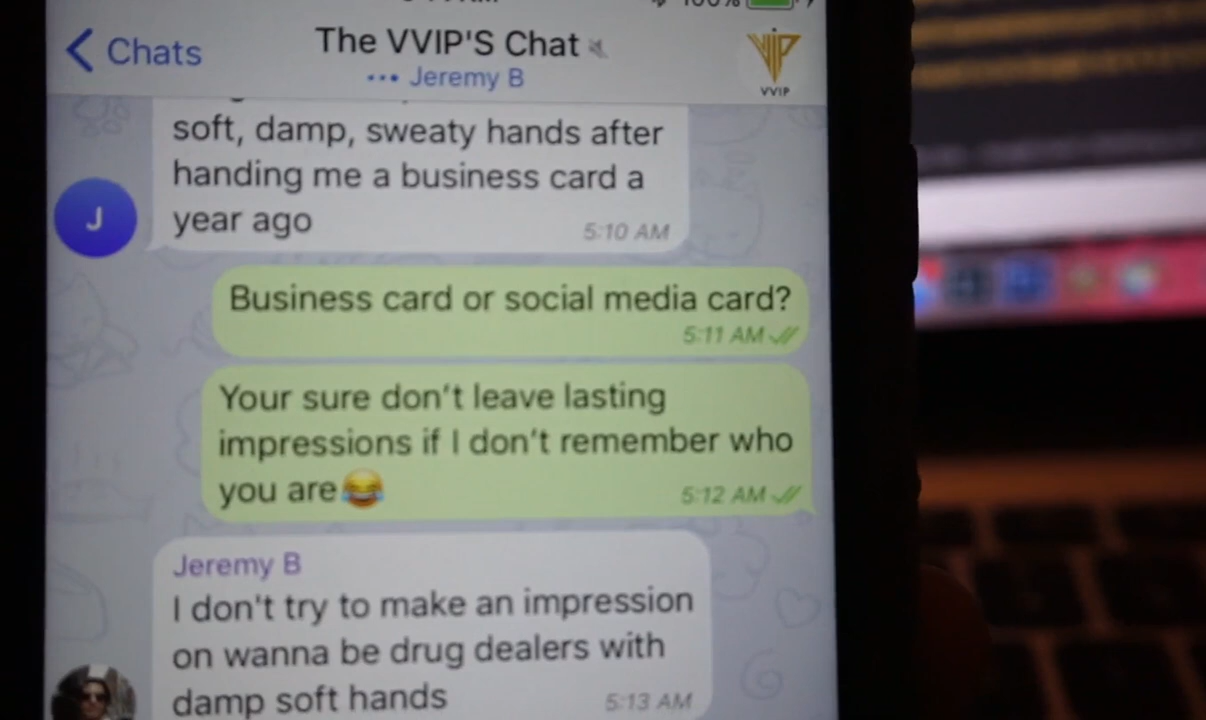 100%
Chats
The VVIP'S Chat
••• Jeremy B
VIP
VVIP
soft, damp, sweaty hands after
handing me a business card a
year ago
5:10 AM
J
Business card or social media card?
5:11 AM
Your sure don't leave lasting
impressions if I don't remember who
you are😂
5:12 AM
Jeremy B
I don't try to make an impression
on wanna be drug dealers with
damp soft hands
5:13 AM